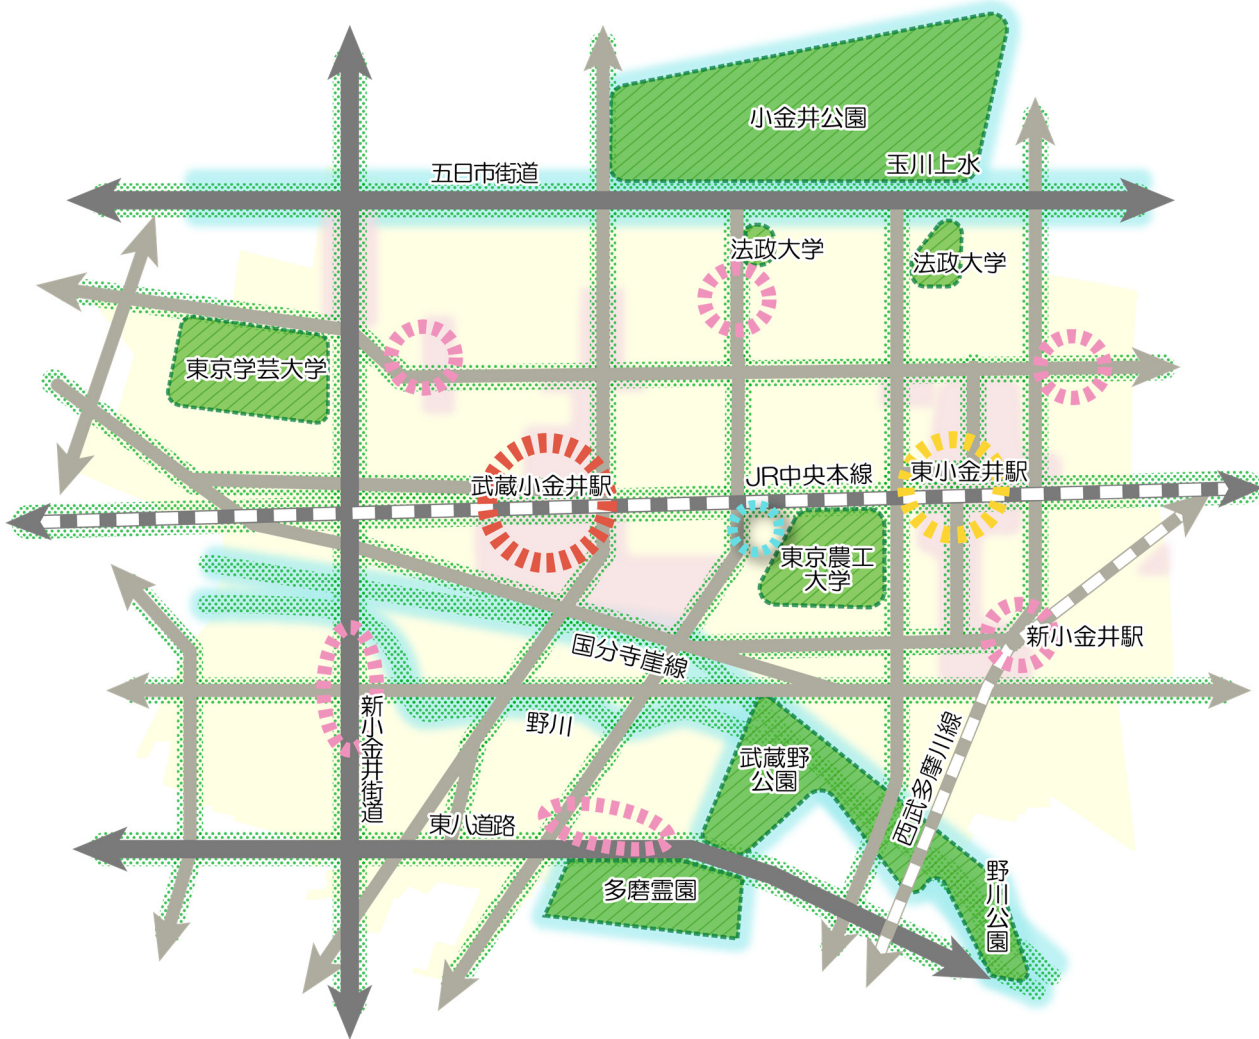 小金井公園
玉川上水
五日市街道
法政大学
法政大学
東京学芸大学
武蔵小金井駅
JR中央本線
東小金井駅
東京農工
大学
国分寺崖線
新小金井駅
新小金井街道
野川
武蔵野
公園
西武多摩川線
東八道路
多磨霊園
野川公園